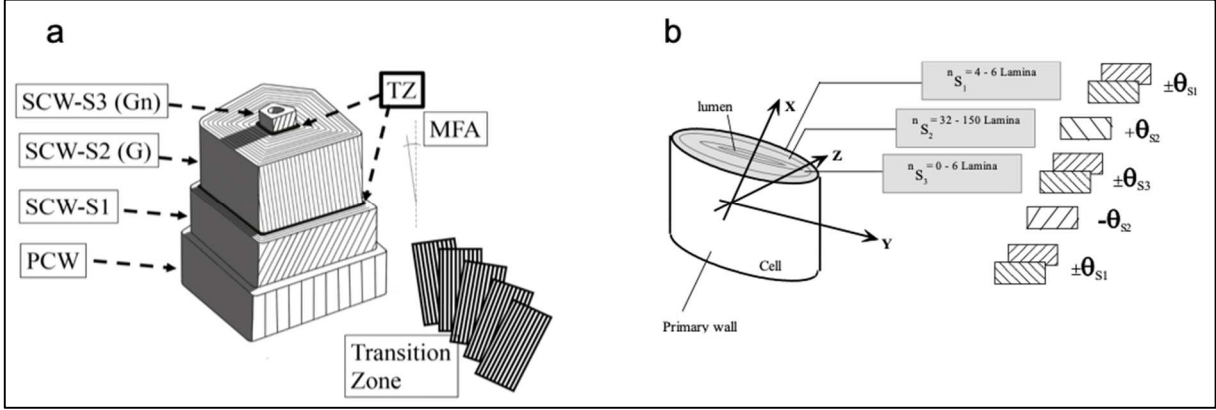 a
SCW-S3 (Gn)
SCW-S2 (G)
SCW-S1
PCW
TZ
MFA
Transition
Zone
b
lumen
X
Z
Y
Cell
Primary wall
nS1 = 4 - 6 Lamina
nS2 = 32 - 150 Lamina
nS3 = 0 - 6 Lamina
±θS1
+θS2
±θS3
-θS2
±θS1